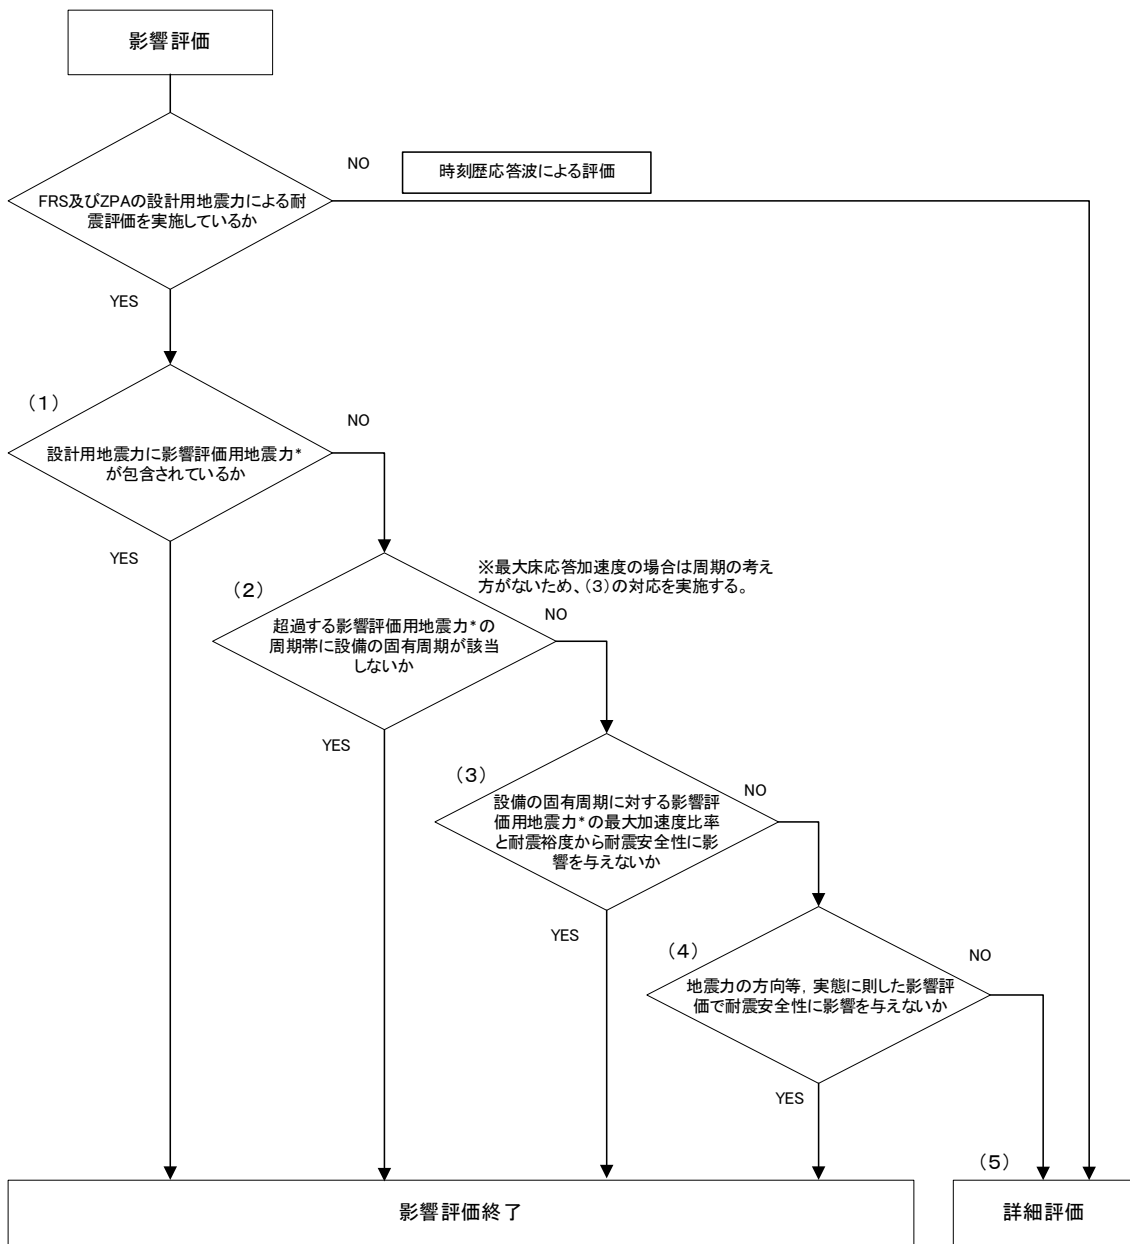 影響評価
NO
時刻歴応答波による評価
FRS及びZPAの設計用地震力による耐
震評価を実施しているか
YES
(1)
NO
設計用地震力に影響評価用地震力*
が包含されているか
YES
※最大床応答加速度の場合は周期の考え
方がないため、(3)の対応を実施する。
(2)
NO
超過する影響評価用地震力*の
周期帯に設備の固有周期が該当
しないか
YES
(3)
NO
設備の固有周期に対する影響評
価用地震力*の最大加速度比率
と耐震裕度から耐震安全性に影
響を与えないか
YES
(4)
NO
地震力の方向等，実態に則した影響評
価で耐震安全性に影響を与えないか
YES
(5)
影響評価終了
詳細評価